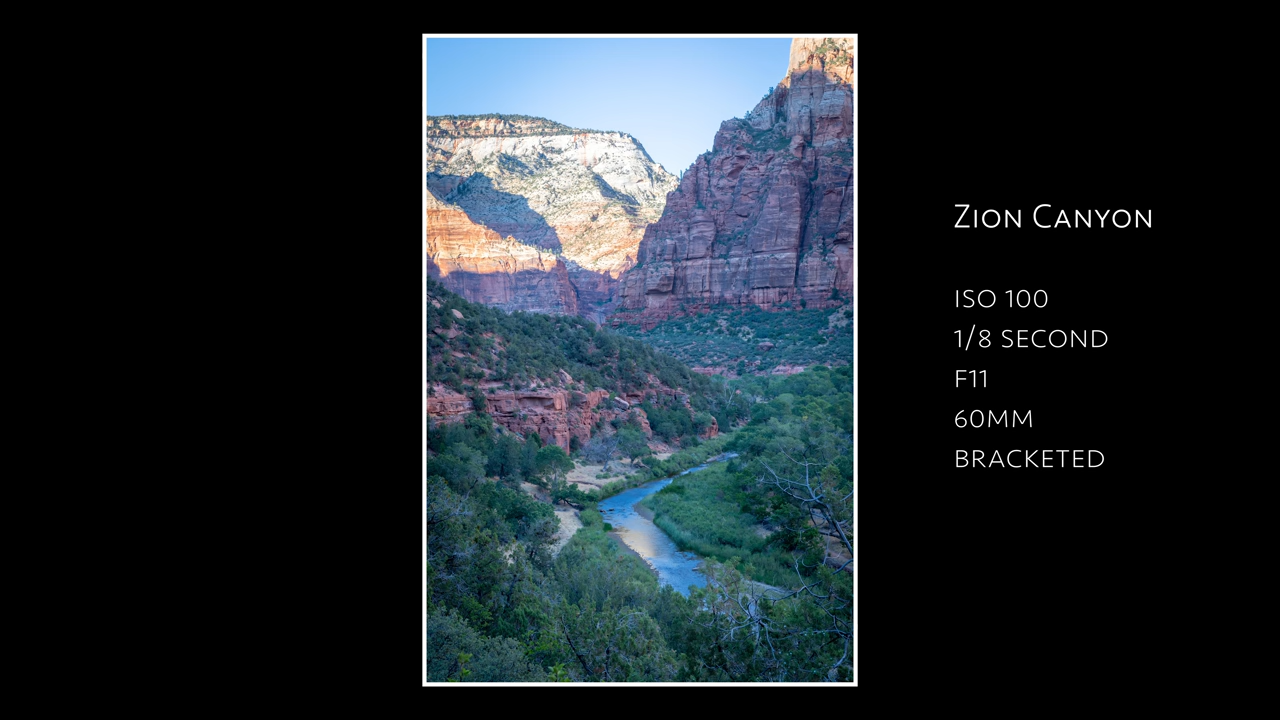 Zion Canyon
ISO 100
1/8 SECOND
F11
60MM
BRACKETED